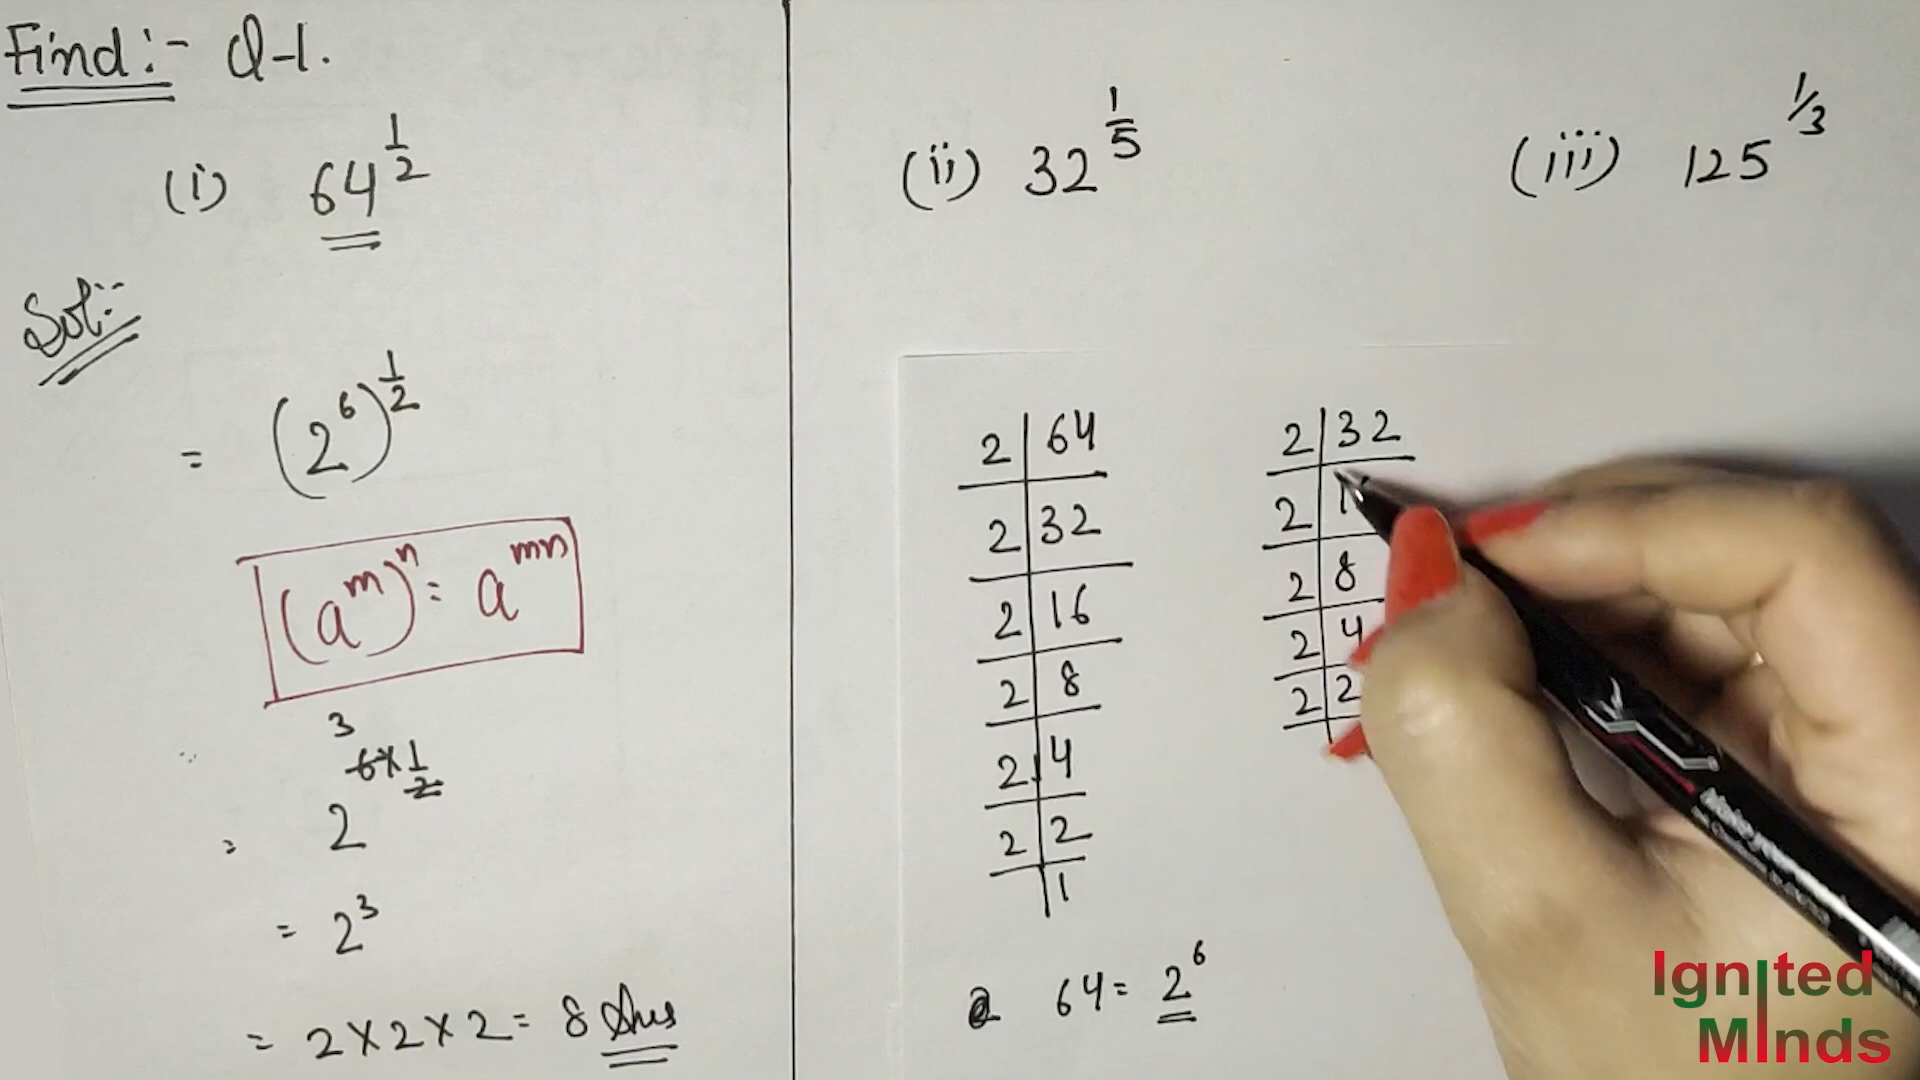 Find:- Q-1.
(i) 64^1/2
Sol:-
= (2^6)^1/2
(a^m)^n = a^mn
3
6×1/2
= 2
= 2^3
= 2×2×2 = 8 Ans
(ii) 32^1/5
(iii) 125^1/3
2 | 64
2 | 32
2 | 16
2 | 8
2 | 4
2 | 2
| 1
64 = 2^6
2 | 32
2 | 1
2 | 8
2 | 4
2 | 2
Ignited
Minds